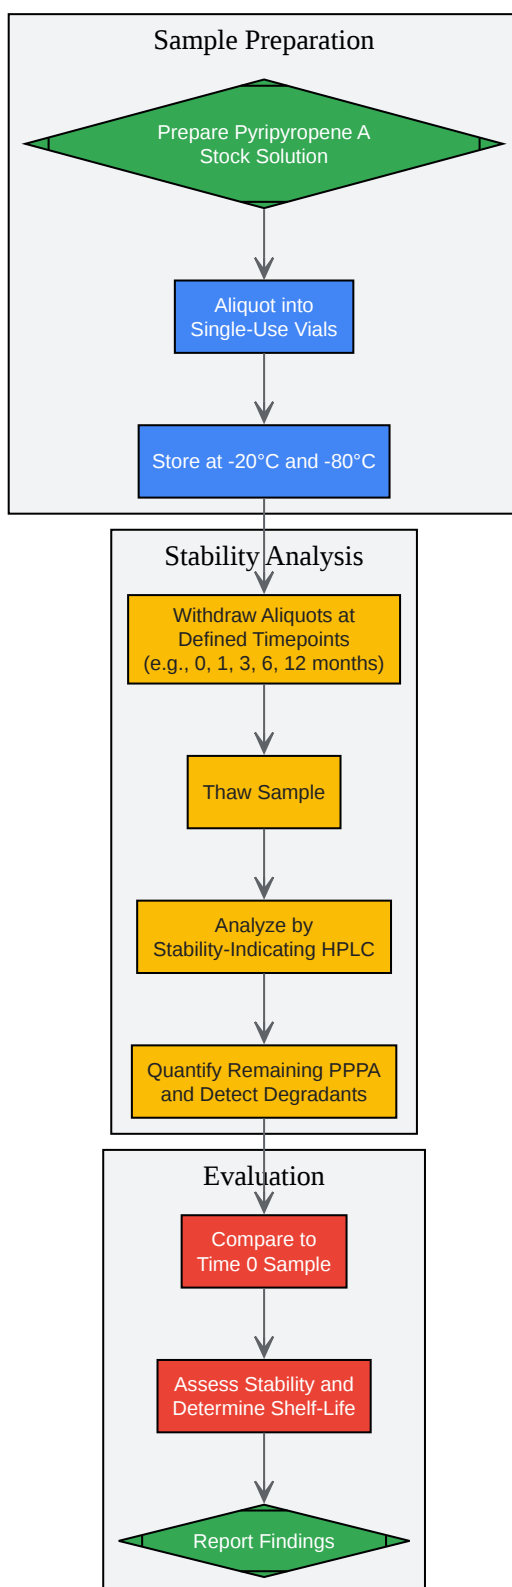 Sample Preparation
Prepare Pyripyropene A
Stock Solution
Aliquot into
Single-Use Vials
Store at -20°C and -80°C
Stability Analysis
Withdraw Aliquots at
Defined Timepoints
(e.g., 0, 1, 3, 6, 12 months)
Thaw Sample
Analyze by
Stability-Indicating HPLC
Quantify Remaining PPPA
and Detect Degradants
Evaluation
Compare to
Time 0 Sample
Assess Stability and
Determine Shelf-Life
Report Findings